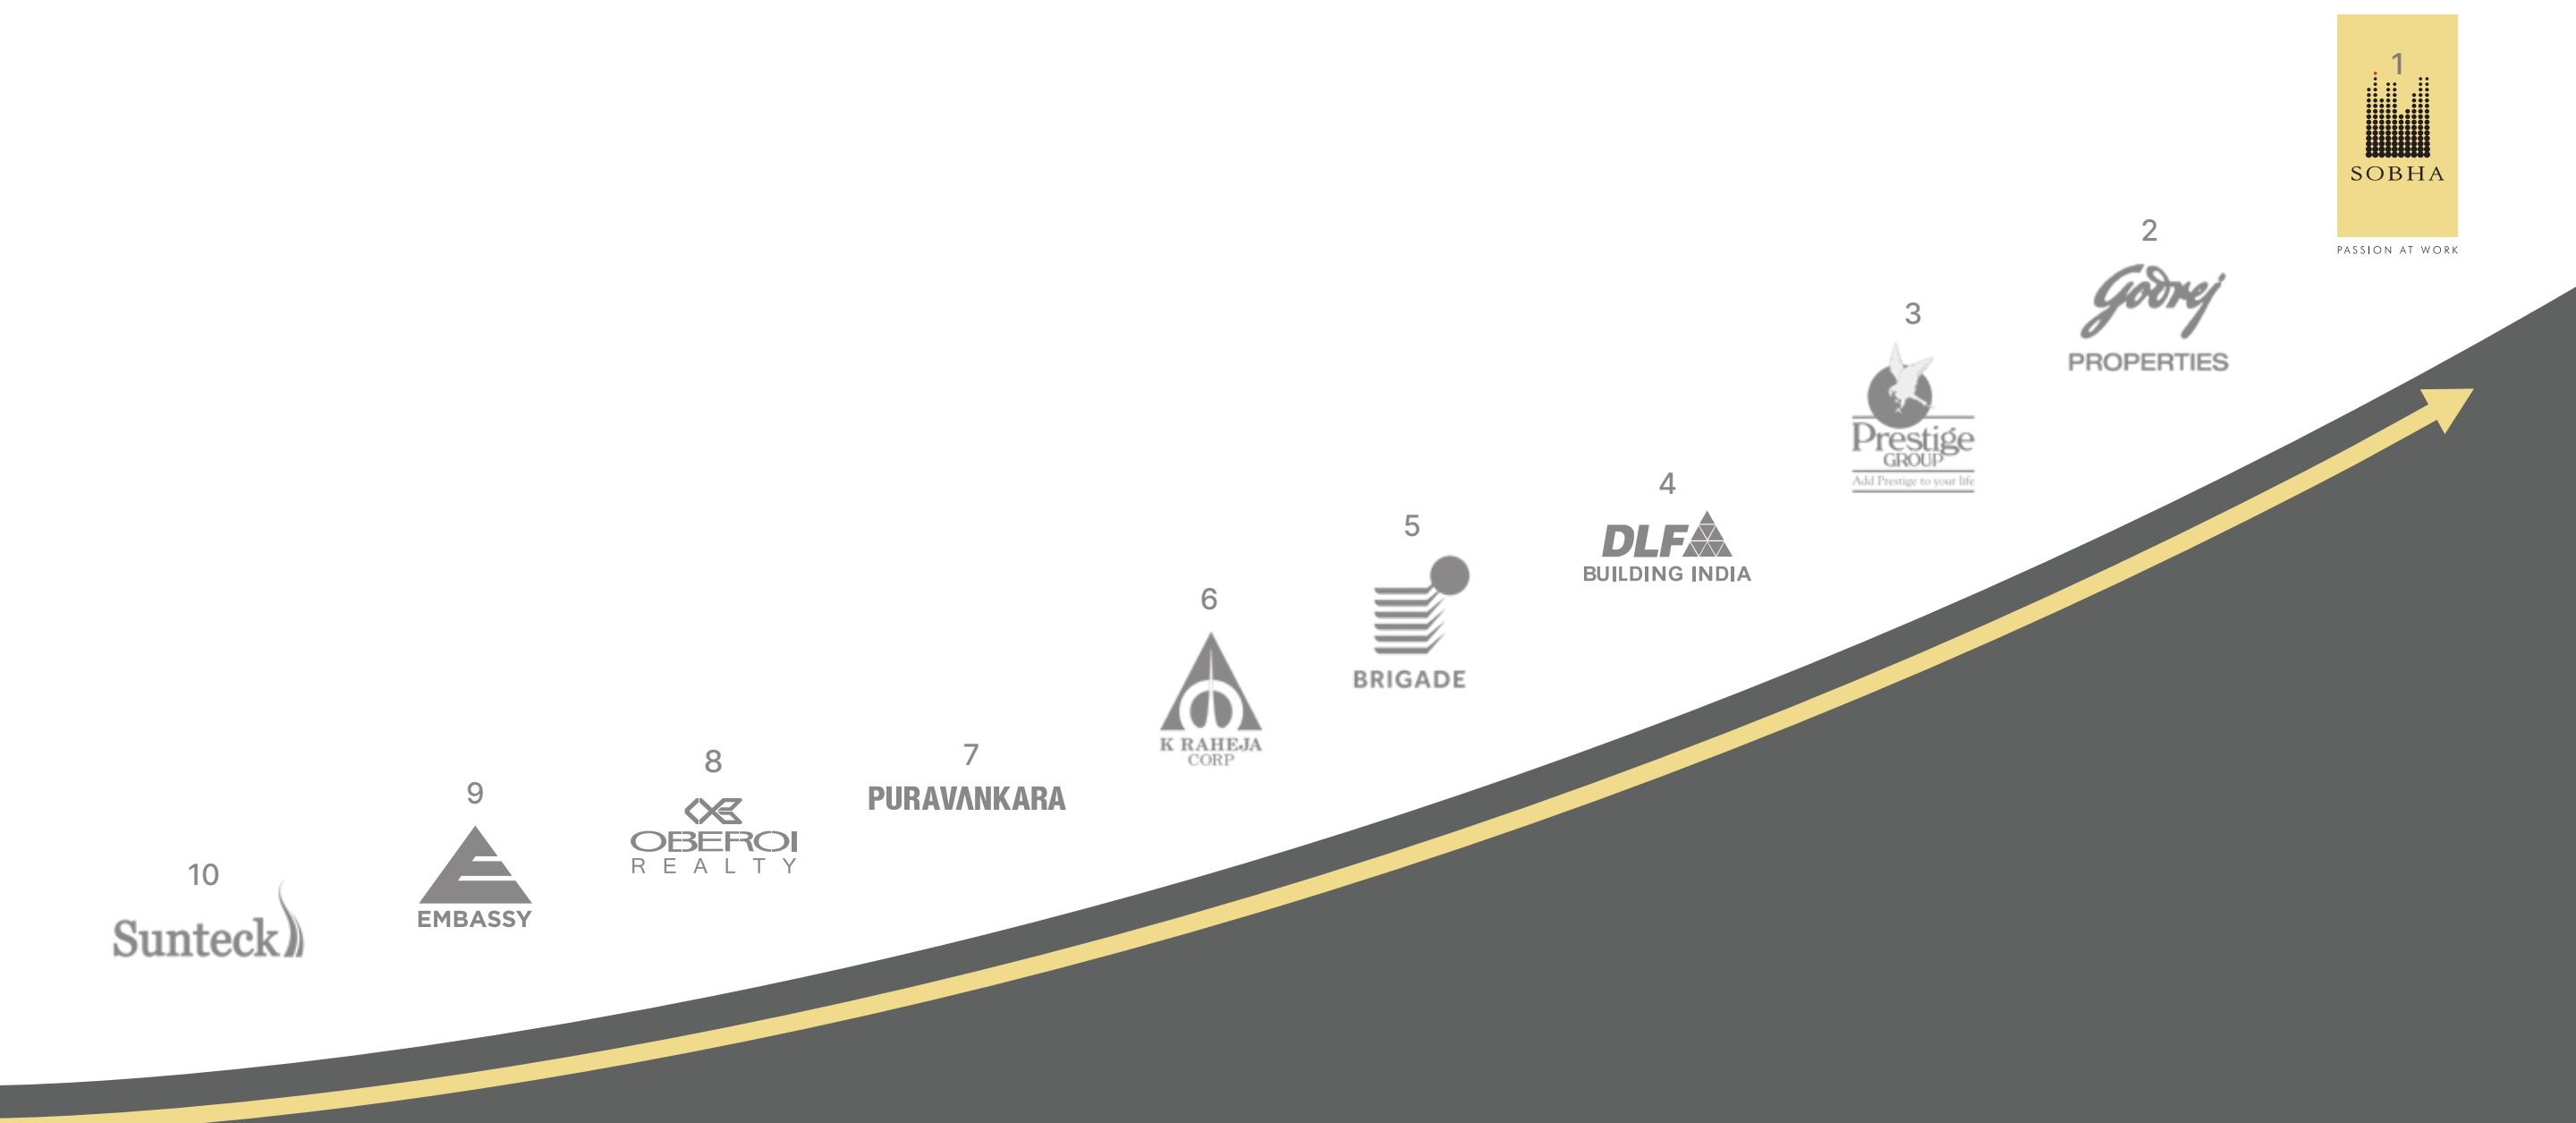 1
SOBHA
PASSION AT WORK
2
Godrej
PROPERTIES
3
Prestige
GROUP
Add Prestige to your life
4
DLF
BUILDING INDIA
5
BRIGADE
6
K RAHEJA
CORP
7
PURAVANKARA
8
OBEROI
REALTY
9
EMBASSY
10
Sunteck